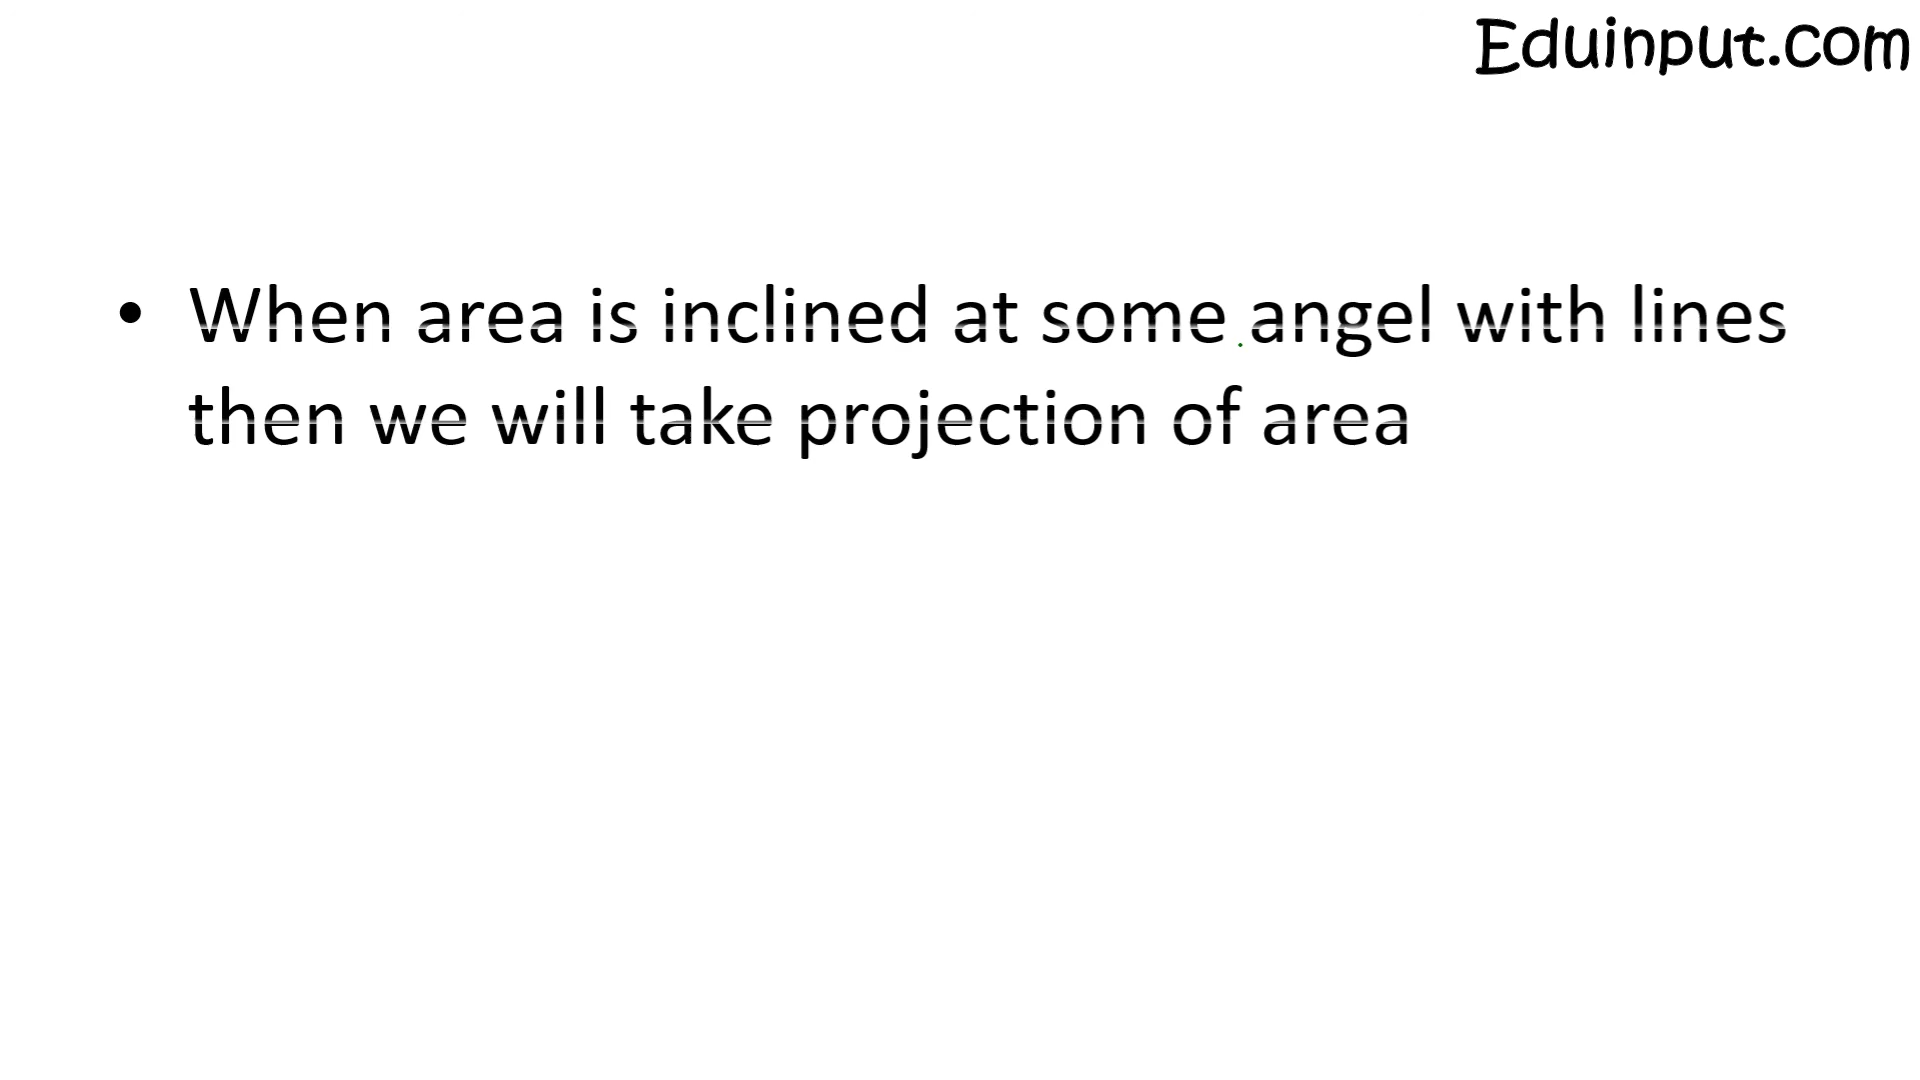 Eduinput.com
• When area is inclined at some angel with lines
then we will take projection of area